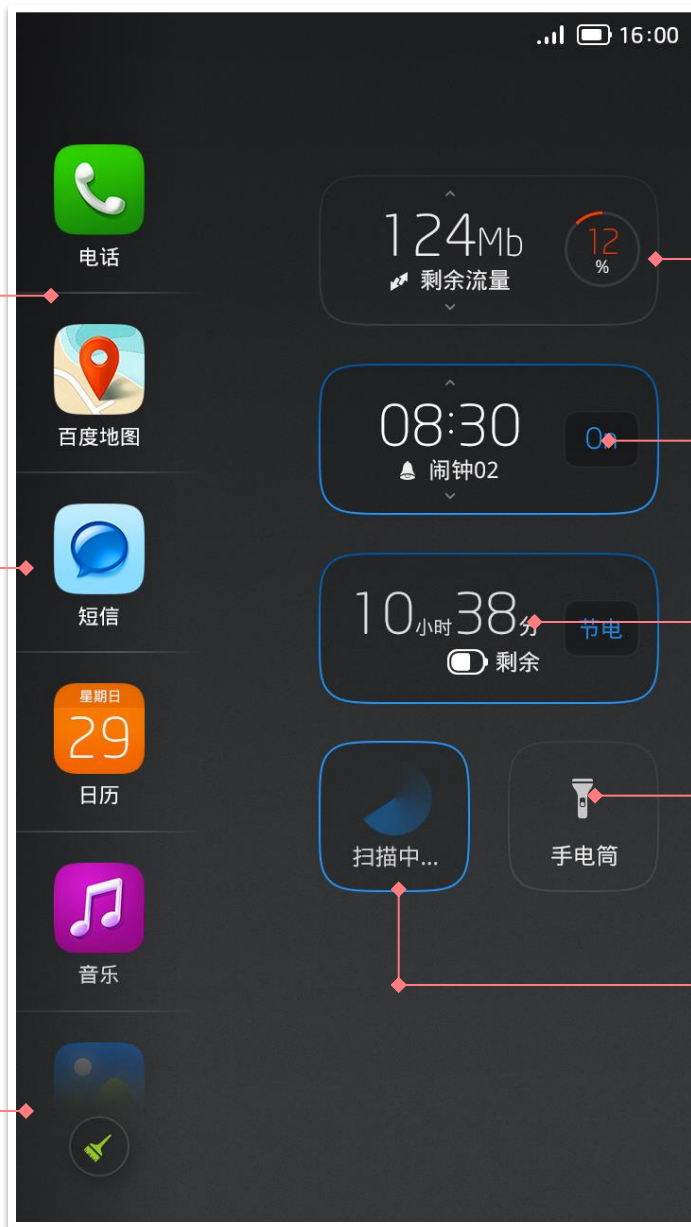 16:00
电话
百度地图
短信
星期日
29
日历
音乐
124Mb
剩余流量
12
%
08:30
闹钟02
On
10小时38分
剩余
节电
扫描中...
手电筒